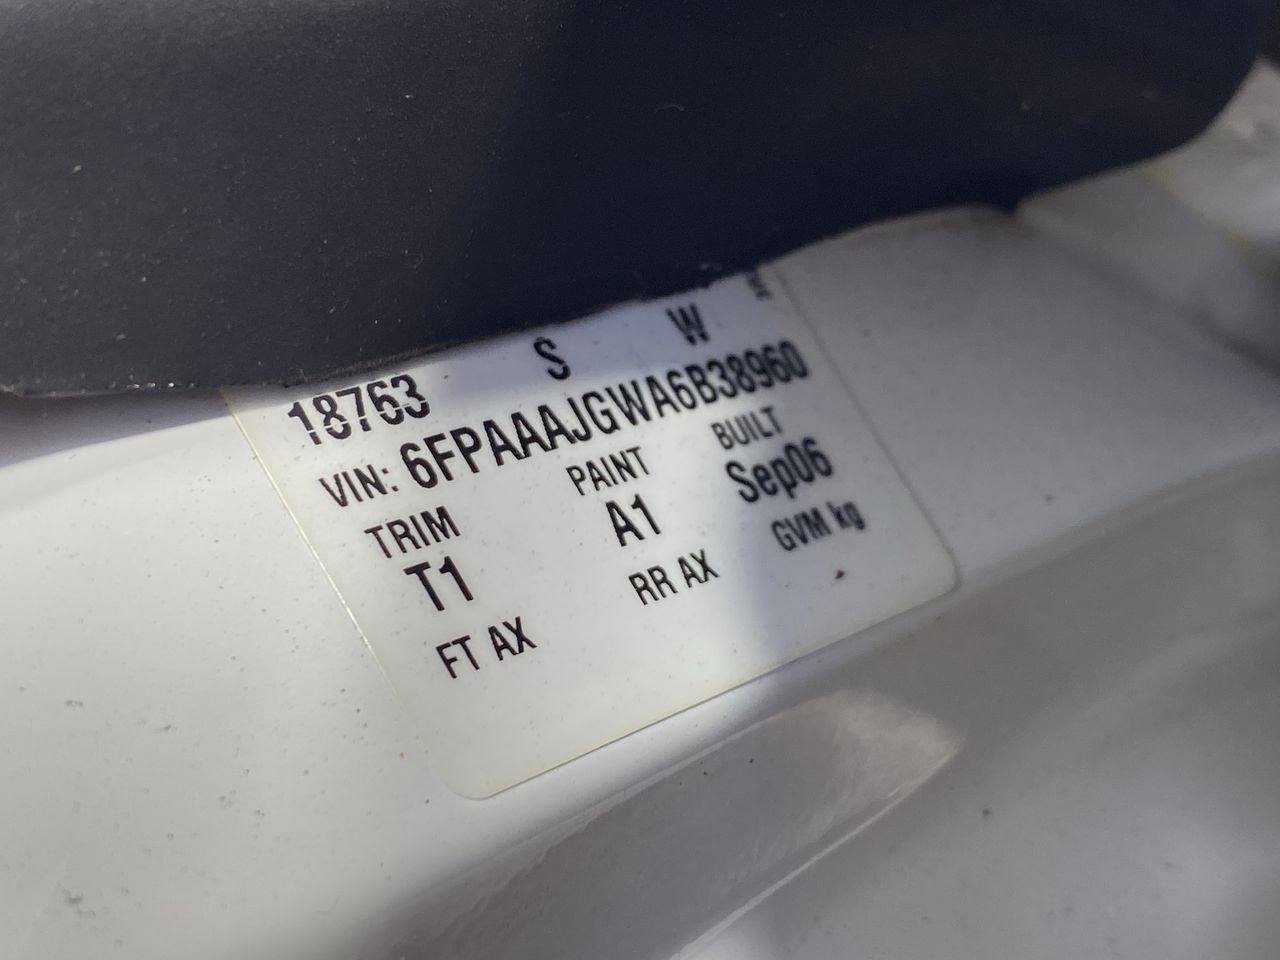 18763 S W
VIN: 6FPAAAJGWA6B38960
TRIM PAINT BUILT
T1 A1 Sep06
FT AX RR AX GVM kg